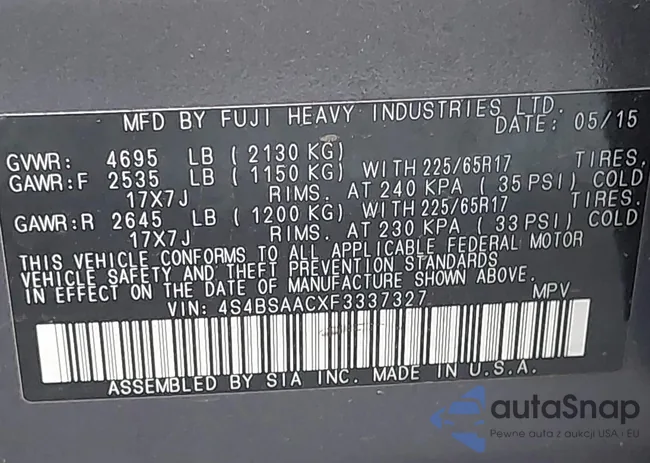 MFD BY FUJI HEAVY INDUSTRIES LTD.
DATE: 05/15
GVWR: 4695 LB ( 2130 KG)
GAWR:F 2535 LB ( 1150 KG) WITH 225/65R17 TIRES,
17X7J RIMS. AT 240 KPA ( 35 PSI) COLD
GAWR:R 2645 LB ( 1200 KG) WITH 225/65R17 TIRES.
17X7J RIMS. AT 230 KPA ( 33 PSI) COLD
THIS VEHICLE CONFORMS TO ALL APPLICABLE FEDERAL MOTOR
VEHICLE SAFETY AND THEFT PREVENTION STANDARDS
IN EFFECT ON THE DATE OF MANUFACTURE SHOWN ABOVE.
VIN: 4S4BSAACXF3337327 MPV
ASSEMBLED BY SIA INC. MADE IN U.S.A.
autaSnap
Pewne auta z aukcji USA i EU